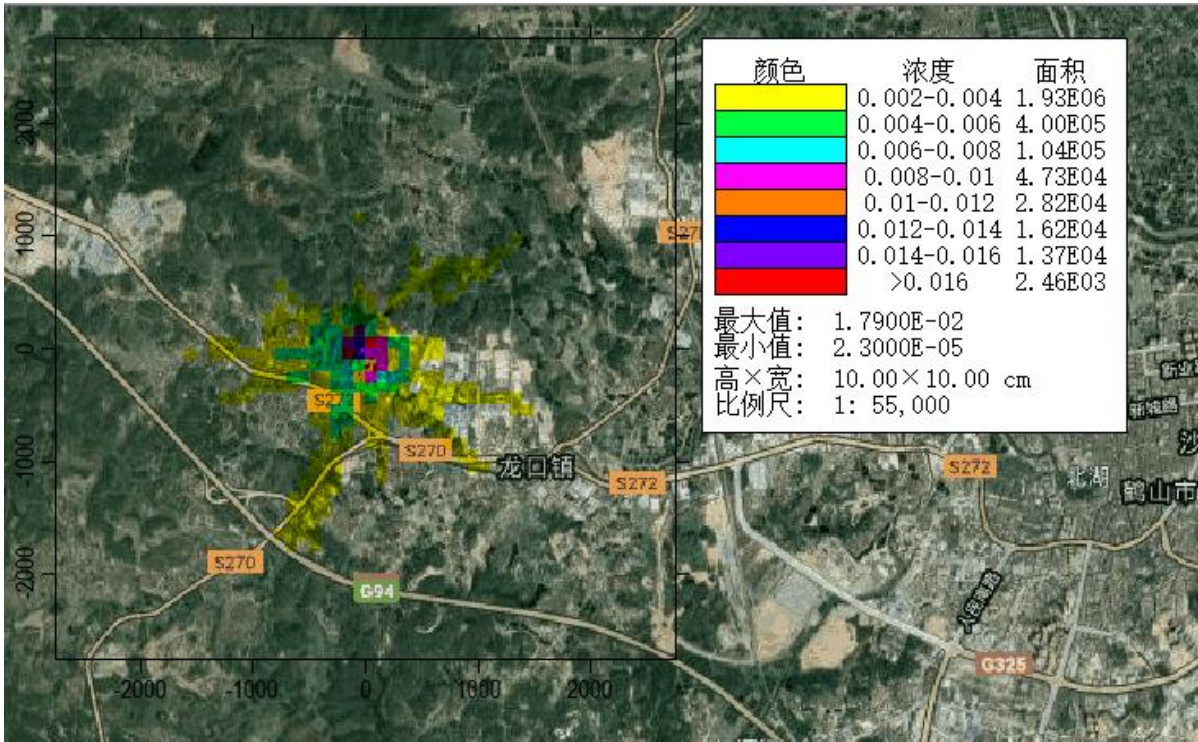 颜色 浓度 面积
0.002-0.004 1.93E06
0.004-0.006 4.00E05
0.006-0.008 1.04E05
0.008-0.01 4.73E04
0.01-0.012 2.82E04
0.012-0.014 1.62E04
0.014-0.016 1.37E04
>0.016 2.46E03
最大值: 1.7900E-02
最小值: 2.3000E-05
高×宽: 10.00×10.00 cm
比例尺: 1: 55,000
2000
1000
0
-1000
-2000
S270
S272
龙口镇
S272
S272
北湖
鹤山市
S270
G94
G325
-2000 -1000 0 1000 2000